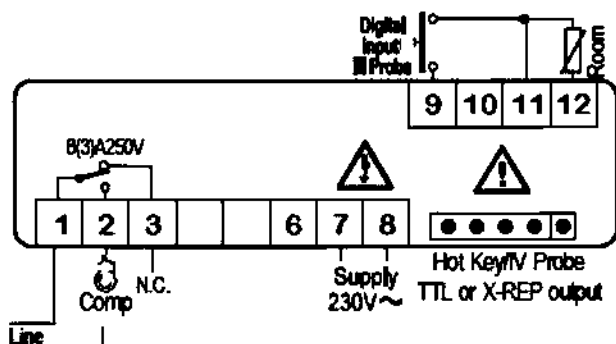 Digital
Input/
III Probe
Room
9 10 11 12
8(3)A250V
1 2 3 6 7 8
Comp
N.C.
Supply
230V~
Hot Key/IV Probe
TTL or X-REP output
Line